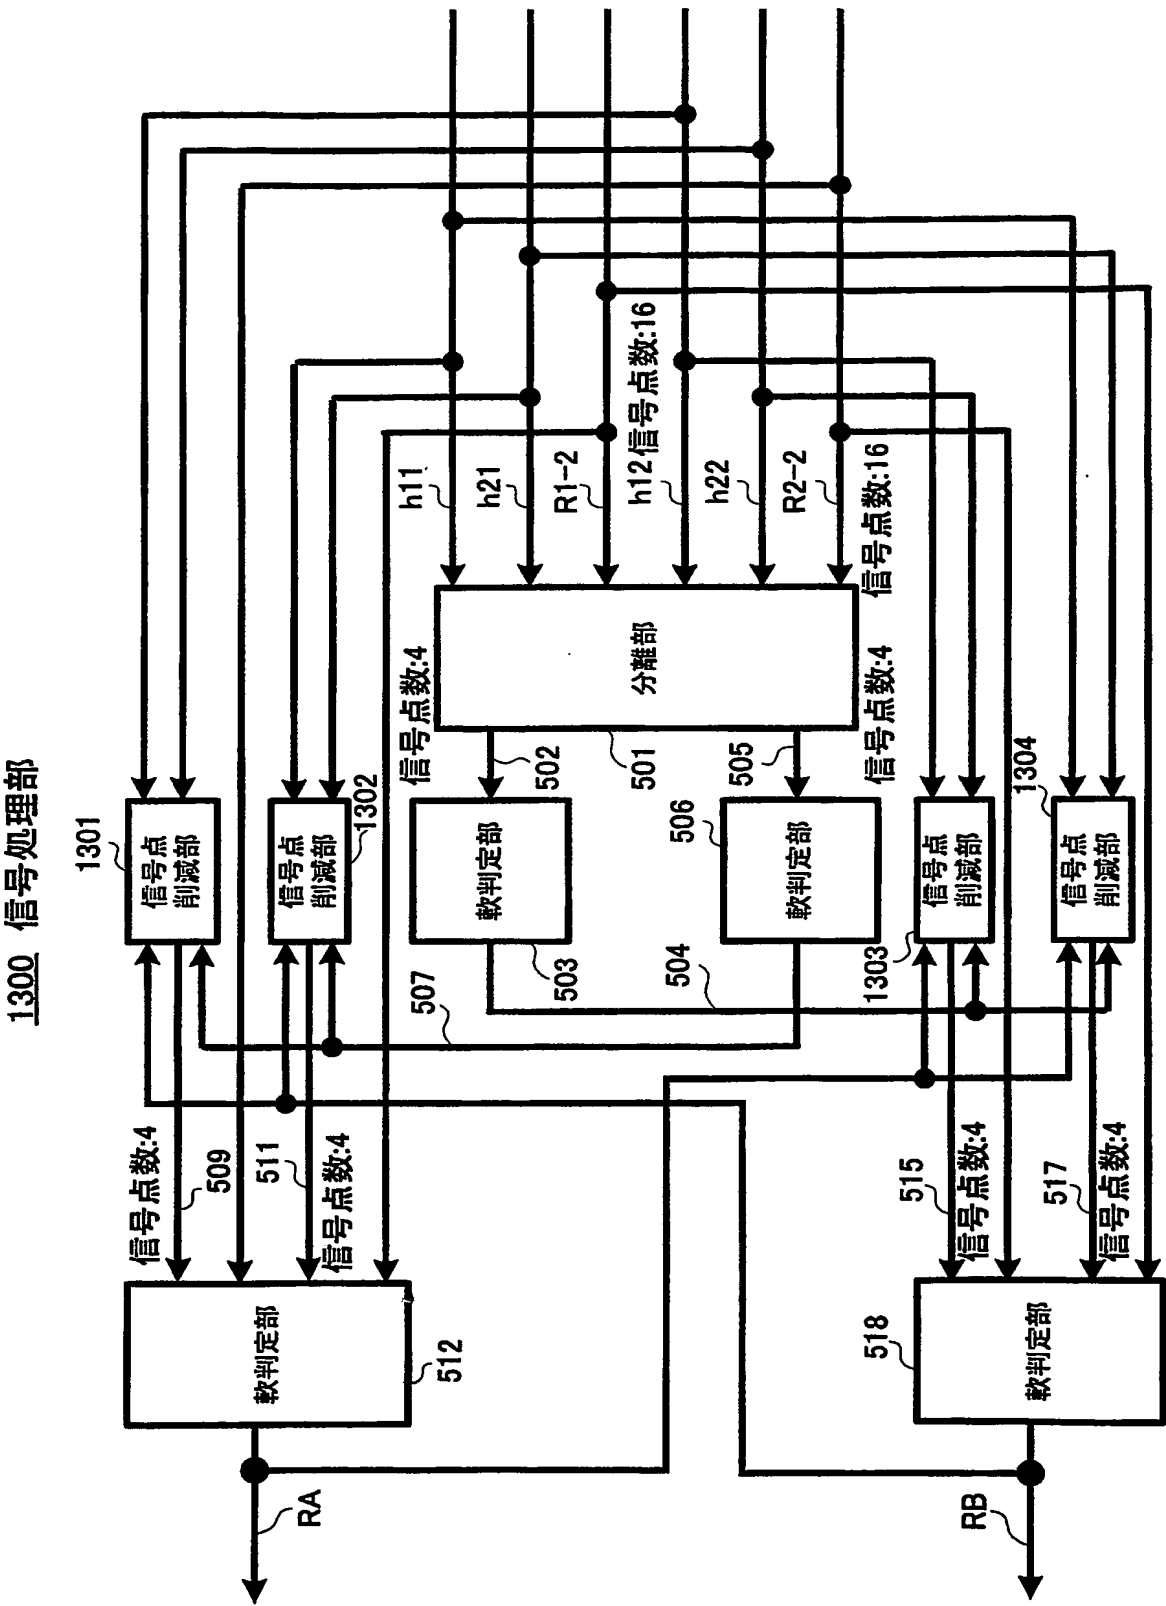 1300 信号処理部
1301
信号点
削減部
1302
信号点
削減部
信号点数:4
509
511
信号点数:4
軟判定部
512
RA
h11
h21
R1-2
h12
信号点数:16
h22
R2-2
信号点数:16
分離部
501
信号点数:4
502
505
信号点数:4
軟判定部
503
506
軟判定部
507
504
1303
信号点
削減部
1304
信号点
削減部
515
信号点数:4
517
信号点数:4
軟判定部
518
RB